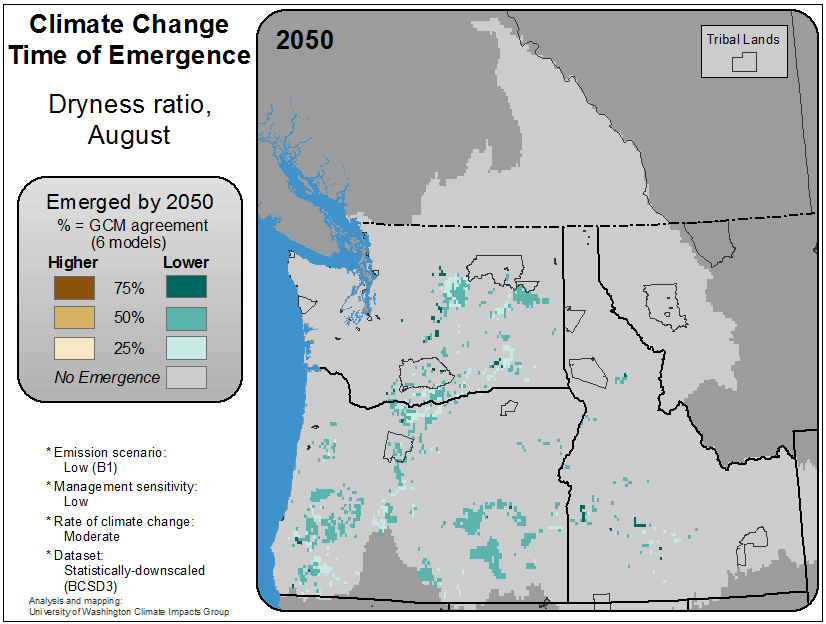 Climate Change
Time of Emergence
Dryness ratio,
August
Emerged by 2050
% = GCM agreement
(6 models)
Higher Lower
75%
50%
25%
No Emergence
* Emission scenario:
Low (B1)
* Management sensitivity:
Low
* Rate of climate change:
Moderate
* Dataset:
Statistically-downscaled
(BCSD3)
Analysis and mapping:
University of Washington Climate Impacts Group
2050
Tribal Lands